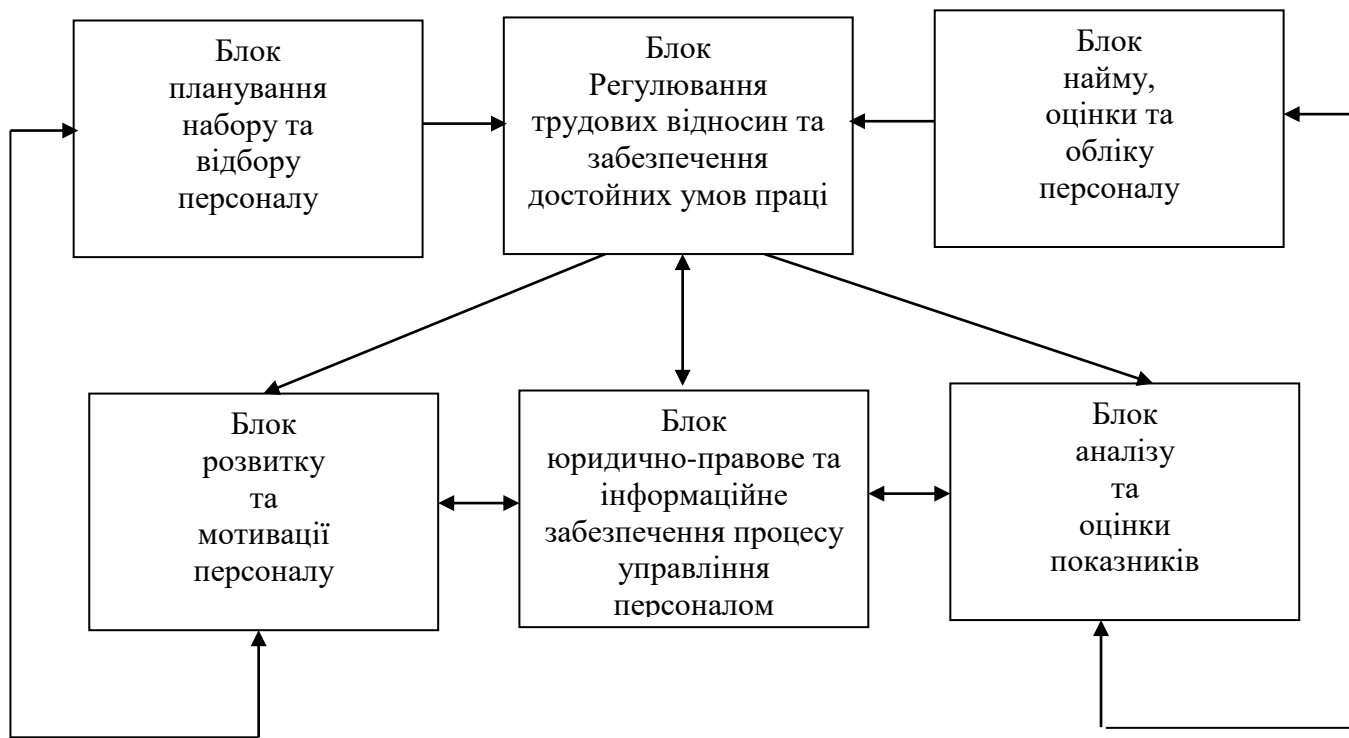 Блок
планування
набору та
відбору
персоналу
Блок
Регулювання
трудових відносин та
забезпечення
достойних умов праці
Блок
найму,
оцінки та
обліку
персоналу
Блок
розвитку
та
мотивації
персоналу
Блок
юридично-правове та
інформаційне
забезпечення процесу
управління
персоналом
Блок
аналізу
та
оцінки
показників